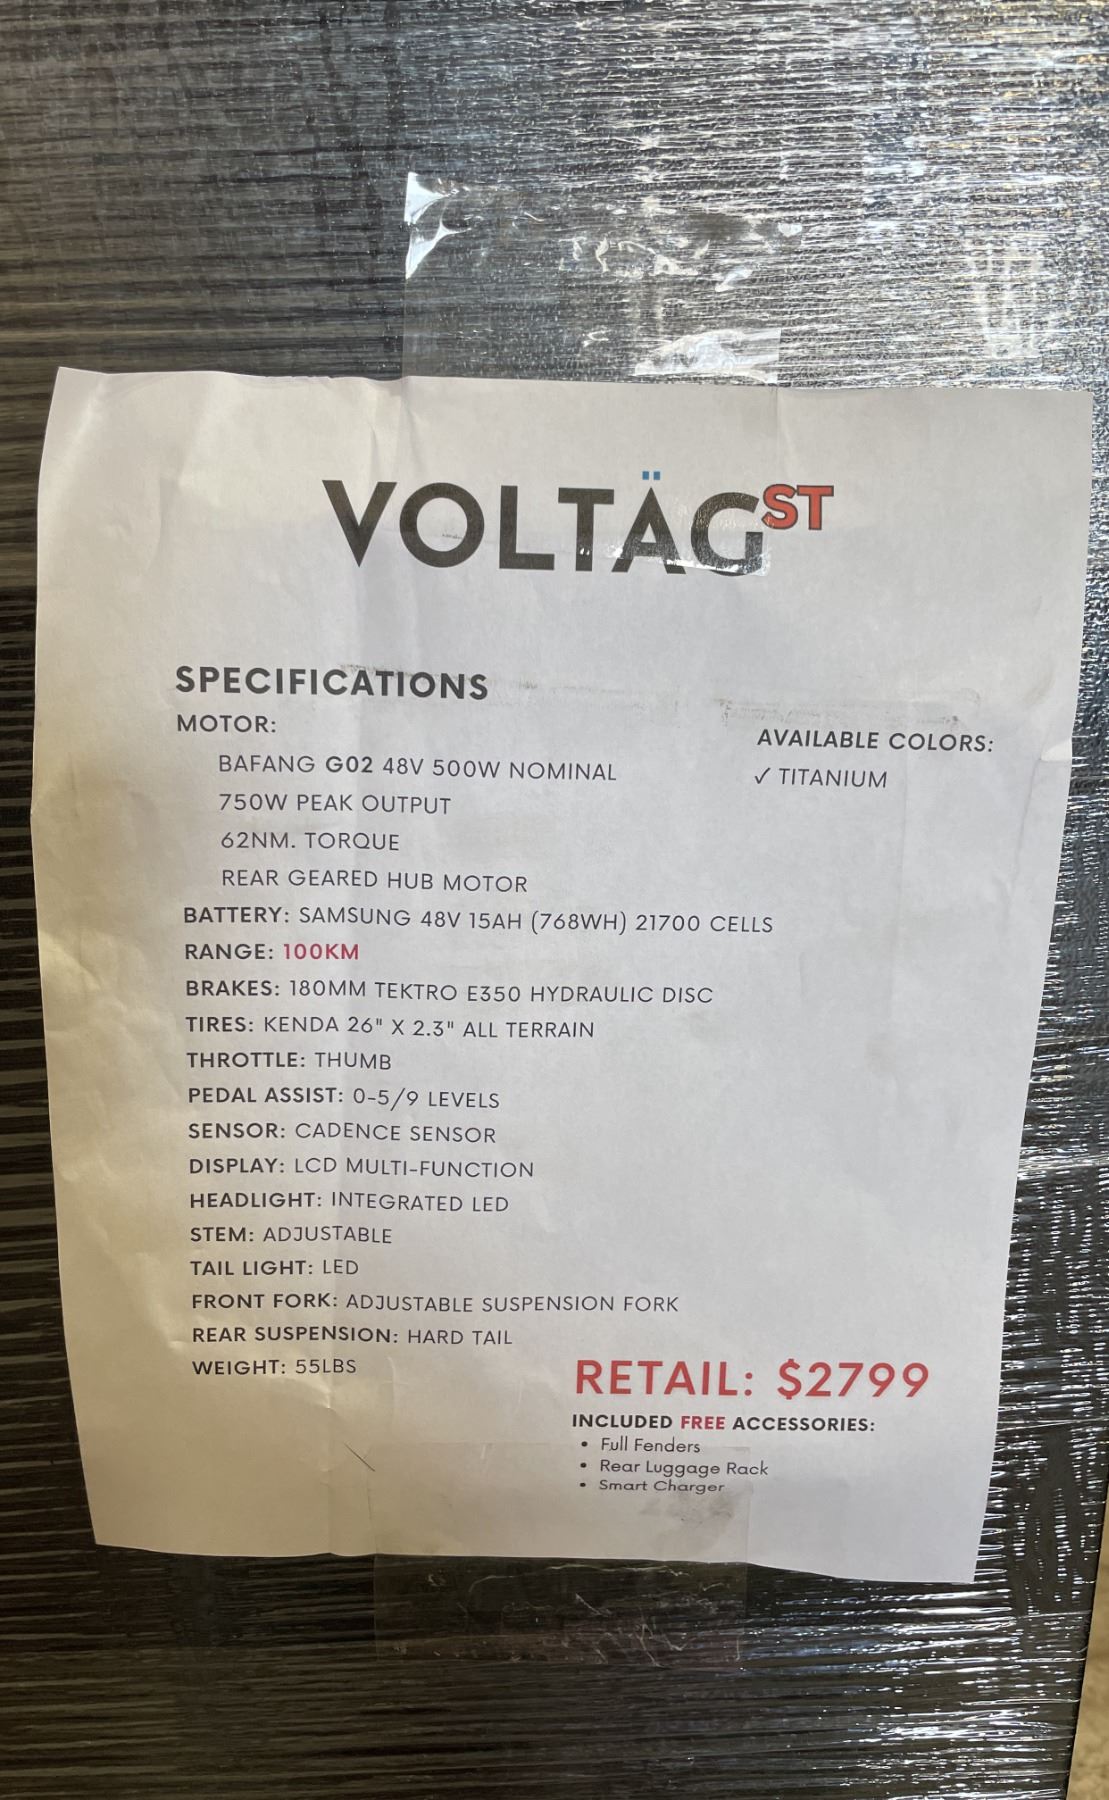 VOLTÄGST
SPECIFICATIONS
MOTOR:
BAFANG G02 48V 500W NOMINAL
750W PEAK OUTPUT
62NM. TORQUE
REAR GEARED HUB MOTOR
BATTERY: SAMSUNG 48V 15AH (768WH) 21700 CELLS
RANGE: 100KM
BRAKES: 180MM TEKTRO E350 HYDRAULIC DISC
TIRES: KENDA 26" X 2.3" ALL TERRAIN
THROTTLE: THUMB
PEDAL ASSIST: 0-5/9 LEVELS
SENSOR: CADENCE SENSOR
DISPLAY: LCD MULTI-FUNCTION
HEADLIGHT: INTEGRATED LED
STEM: ADJUSTABLE
TAIL LIGHT: LED
FRONT FORK: ADJUSTABLE SUSPENSION FORK
REAR SUSPENSION: HARD TAIL
WEIGHT: 55LBS
AVAILABLE COLORS:
✓ TITANIUM
RETAIL: $2799
INCLUDED FREE ACCESSORIES:
• Full Fenders
• Rear Luggage Rack
• Smart Charger